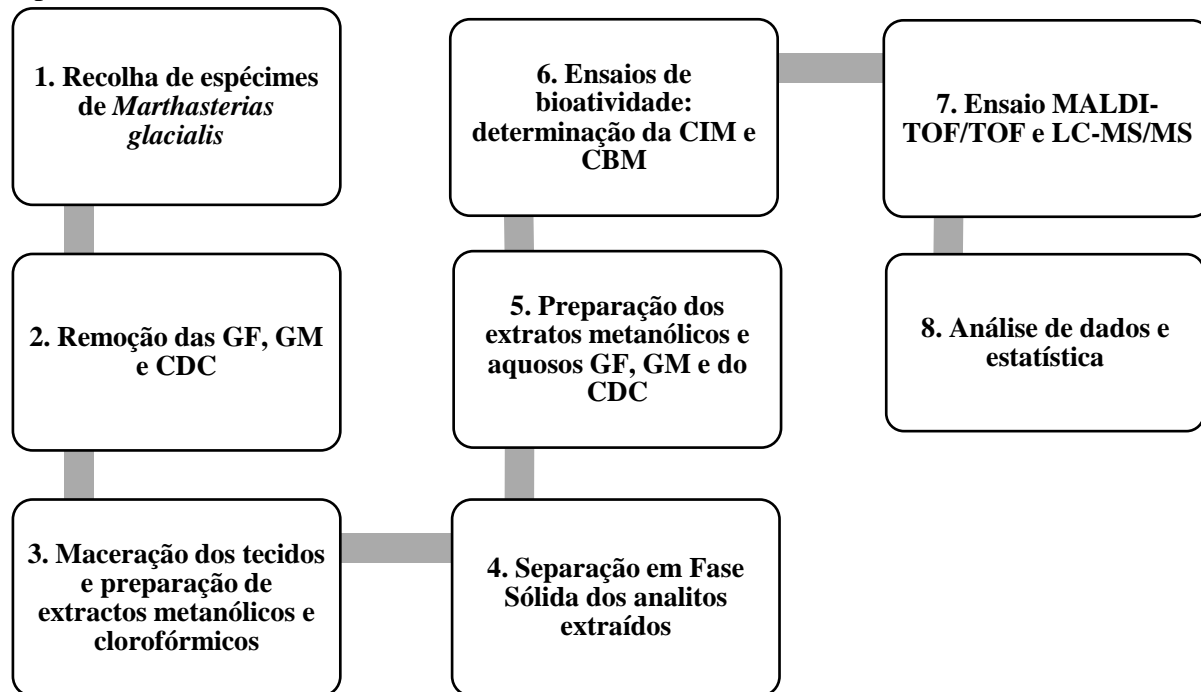 1. Recolha de espécimes
de Marthasterias
glacialis
2. Remoção das GF, GM
e CDC
3. Maceração dos tecidos
e preparação de
extractos metanólicos e
clorofórmicos
4. Separação em Fase
Sólida dos analitos
extraídos
5. Preparação dos
extratos metanólicos e
aquosos GF, GM e do
CDC
6. Ensaios de
bioatividade:
determinação da CIM e
CBM
7. Ensaio MALDI-
TOF/TOF e LC-MS/MS
8. Análise de dados e
estatística